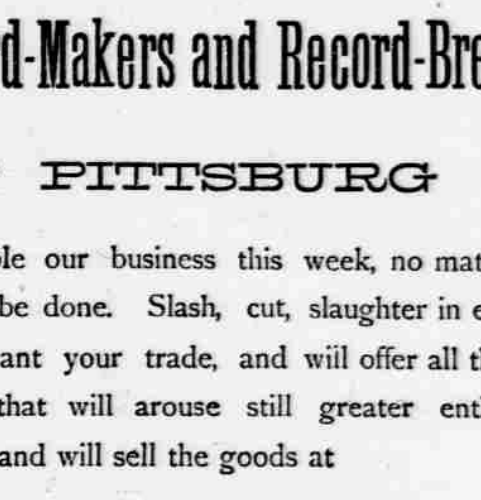 d-Makers and Record-Bre
PITTSBURG
le our business this week, no mat
be done. Slash, cut, slaughter in e
ant your trade, and wiil offer all t
that will arouse still greater ent
and will sell the goods at